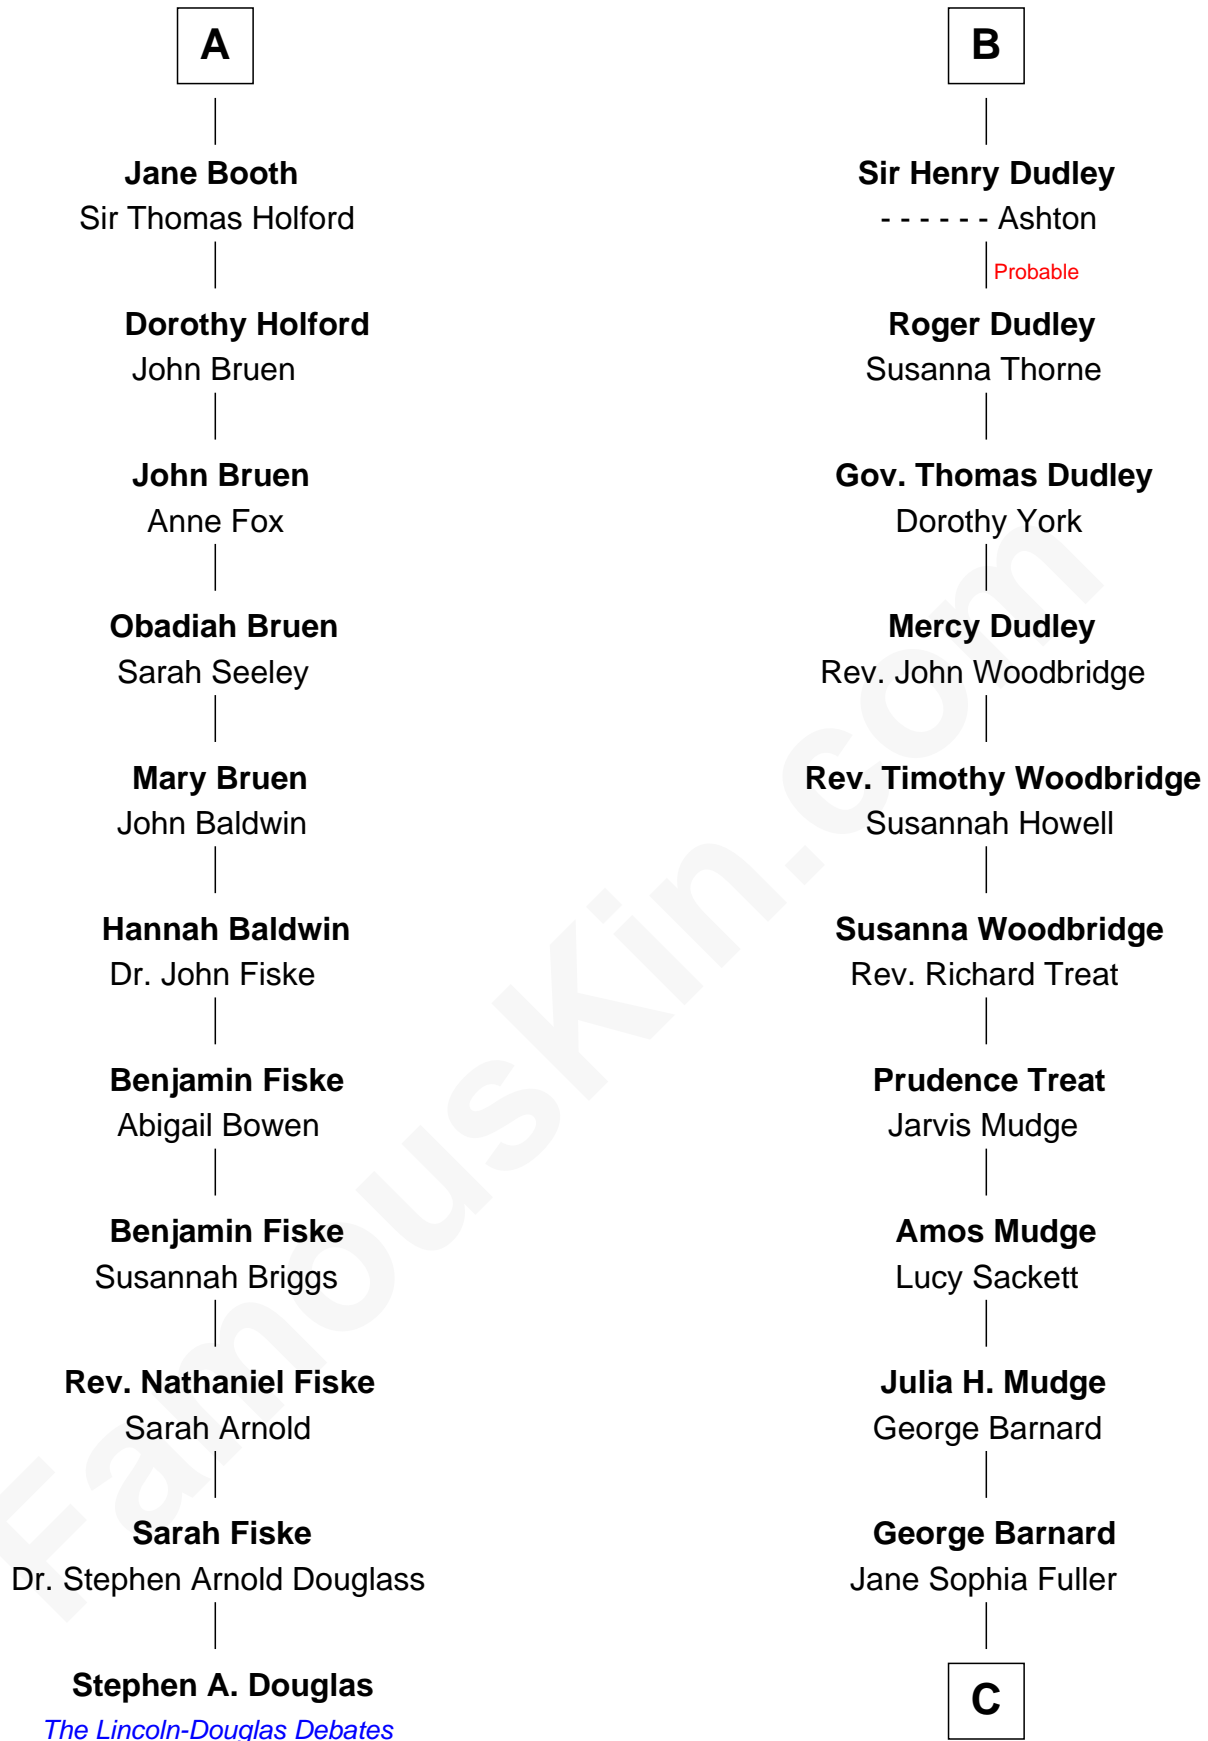 A
Jane Booth
Sir Thomas Holford
Dorothy Holford
John Bruen
John Bruen
Anne Fox
Obadiah Bruen
Sarah Seeley
Mary Bruen
John Baldwin
Hannah Baldwin
Dr. John Fiske
Benjamin Fiske
Abigail Bowen
Benjamin Fiske
Susannah Briggs
Rev. Nathaniel Fiske
Sarah Arnold
Sarah Fiske
Dr. Stephen Arnold Douglass
Stephen A. Douglas
The Lincoln-Douglas Debates
B
Sir Henry Dudley
- - - - - - Ashton
Probable
Roger Dudley
Susanna Thorne
Gov. Thomas Dudley
Dorothy York
Mercy Dudley
Rev. John Woodbridge
Rev. Timothy Woodbridge
Susannah Howell
Susanna Woodbridge
Rev. Richard Treat
Prudence Treat
Jarvis Mudge
Amos Mudge
Lucy Sackett
Julia H. Mudge
George Barnard
George Barnard
Jane Sophia Fuller
C
FamousKin.com